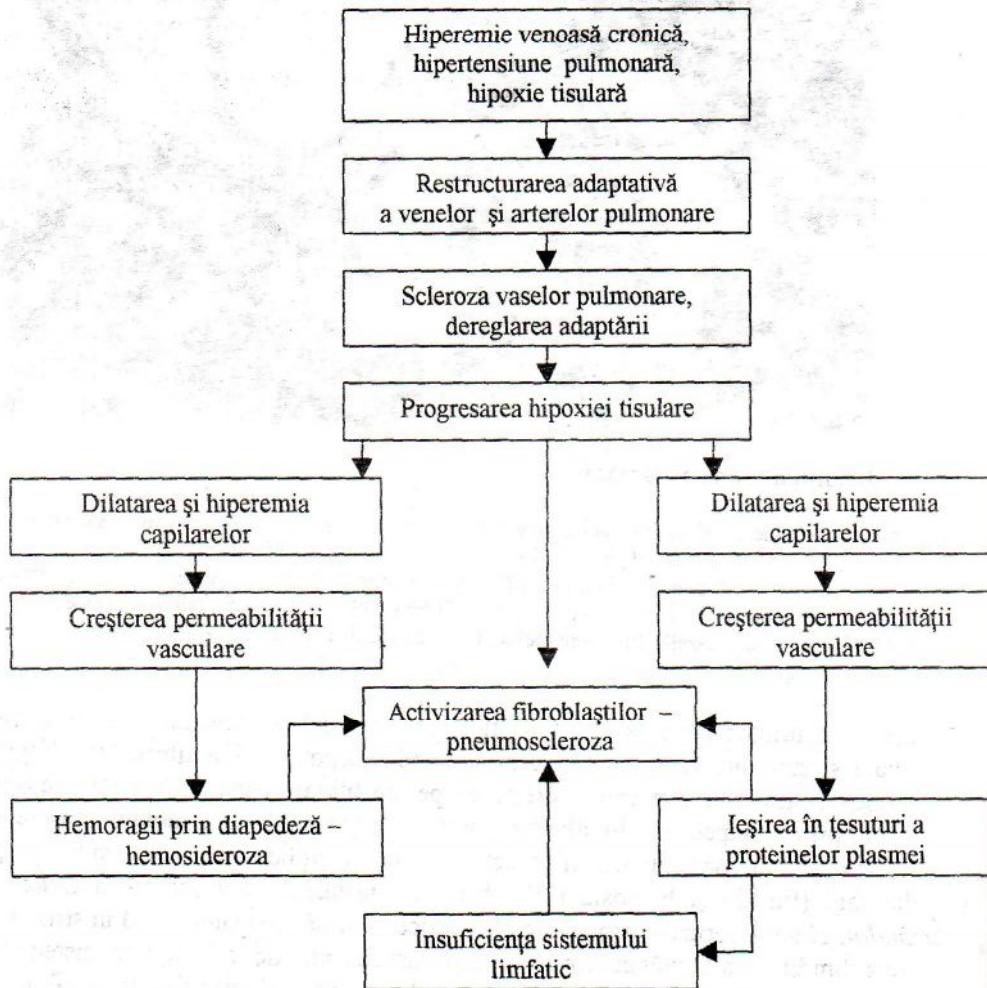 Hiperemie venoasă cronică,
hipertensiune pulmonară,
hipoxie tisulară
Restructurarea adaptativă
a venelor şi arterelor pulmonare
Scleroza vaselor pulmonare,
dereglarea adaptării
Progresarea hipoxiei tisulare
Dilatarea şi hiperemia
capilarelor
Dilatarea şi hiperemia
capilarelor
Creşterea permeabilităţii
vasculare
Creşterea permeabilităţii
vasculare
Activizarea fibroblaştilor –
pneumoscleroza
Hemoragii prin diapedeză –
hemosideroza
Ieşirea în ţesuturi a
proteinelor plasmei
Insuficienţa sistemului
limfatic